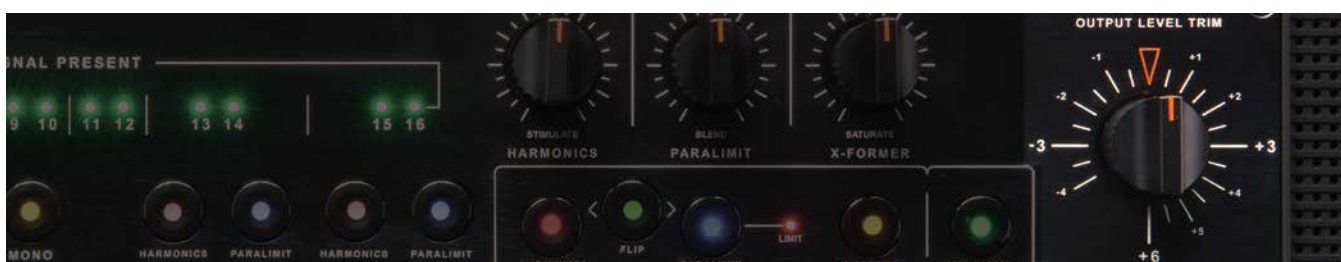 OUTPUT LEVEL TRIM
GNAL PRESENT
-1 +1
-2 +2
9 10 11 12 13 14 15 16
STIMULATE BLEND SATURATE
HARMONICS PARALIMIT X-FORMER
-3 +3
-4 +4
+5
MONO HARMONICS PARALIMIT HARMONICS PARALIMIT
FLIP LIMIT
+6